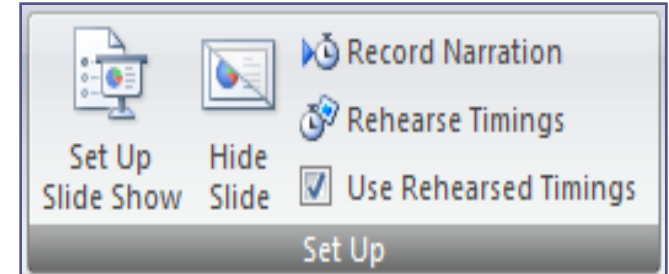 Set Up
Slide Show
Hide
Slide
Record Narration
Rehearse Timings
Use Rehearsed Timings
Set Up